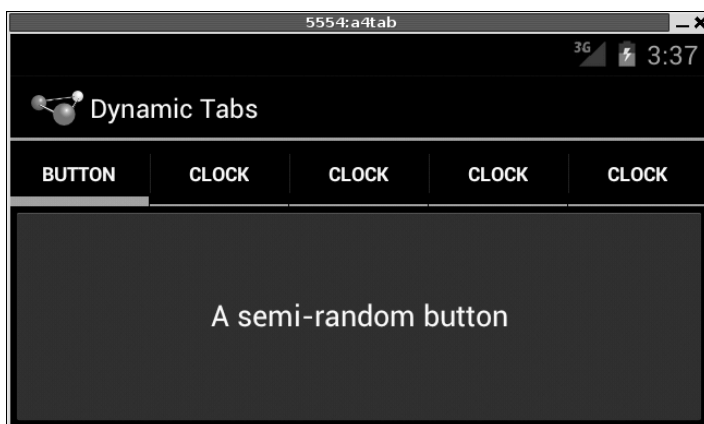 5554:a4tab
3G 3:37
Dynamic Tabs
BUTTON CLOCK CLOCK CLOCK CLOCK
A semi-random button